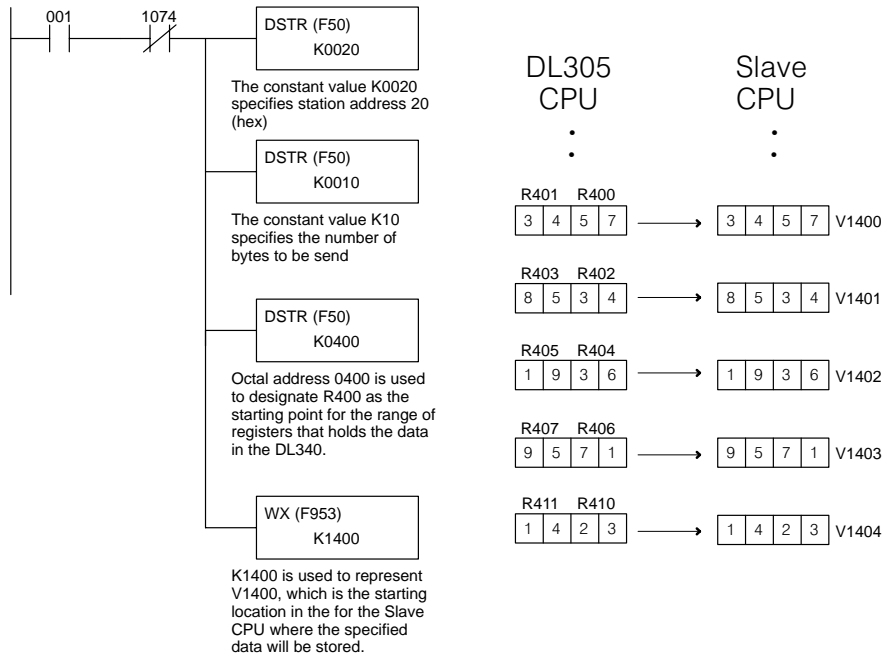 001 1074
DSTR (F50)
K0020
The constant value K0020
specifies station address 20
(hex)
DSTR (F50)
K0010
The constant value K10
specifies the number of
bytes to be send
DSTR (F50)
K0400
Octal address 0400 is used
to designate R400 as the
starting point for the range of
registers that holds the data
in the DL340.
WX (F953)
K1400
K1400 is used to represent
V1400, which is the starting
location in the for the Slave
CPU where the specified
data will be stored.
DL305
CPU
Slave
CPU
R401 R400
3 4 5 7 3 4 5 7 V1400
R403 R402
8 5 3 4 8 5 3 4 V1401
R405 R404
1 9 3 6 1 9 3 6 V1402
R407 R406
9 5 7 1 9 5 7 1 V1403
R411 R410
1 4 2 3 1 4 2 3 V1404